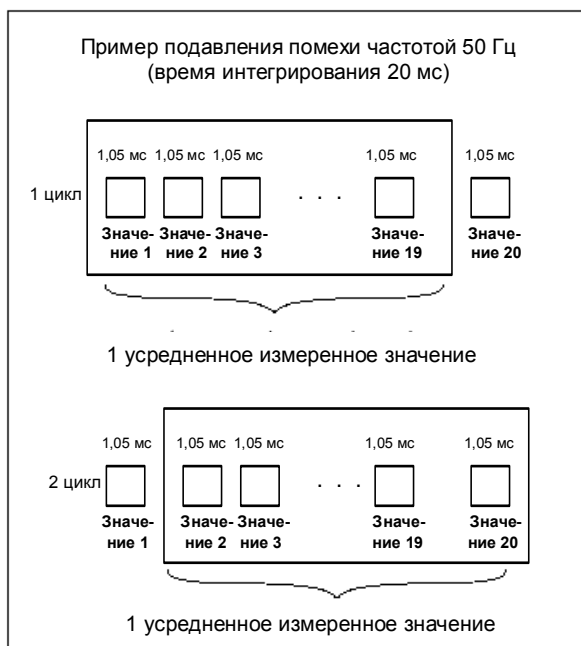 Пример подавления помехи частотой 50 Гц
(время интегрирования 20 мс)
1,05 мс 1,05 мс 1,05 мс 1,05 мс 1,05 мс
1 цикл . . .
Значе- Значе- Значе- Значе- Значе-
ние 1 ние 2 ние 3 ние 19 ние 20
1 усредненное измеренное значение
1,05 мс 1,05 мс 1,05 мс 1,05 мс 1,05 мс
2 цикл . . .
Значе- Значе- Значе- Значе- Значе-
ние 1 ние 2 ние 3 ние 19 ние 20
1 усредненное измеренное значение